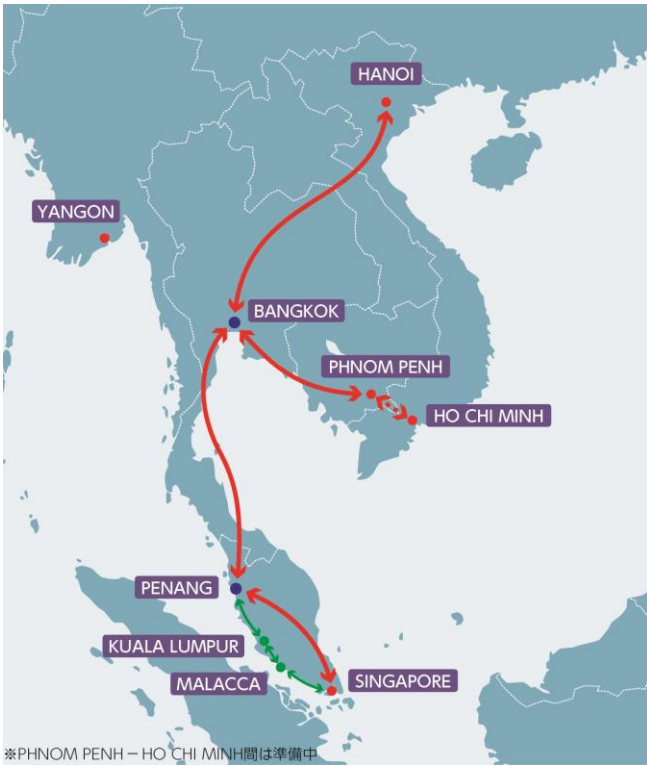 HANOI
YANGON
BANGKOK
PHNOM PENH
HO CHI MINH
PENANG
KUALA LUMPUR
MALACCA
SINGAPORE
※PHNOM PENH－HO CHI MINH間は準備中